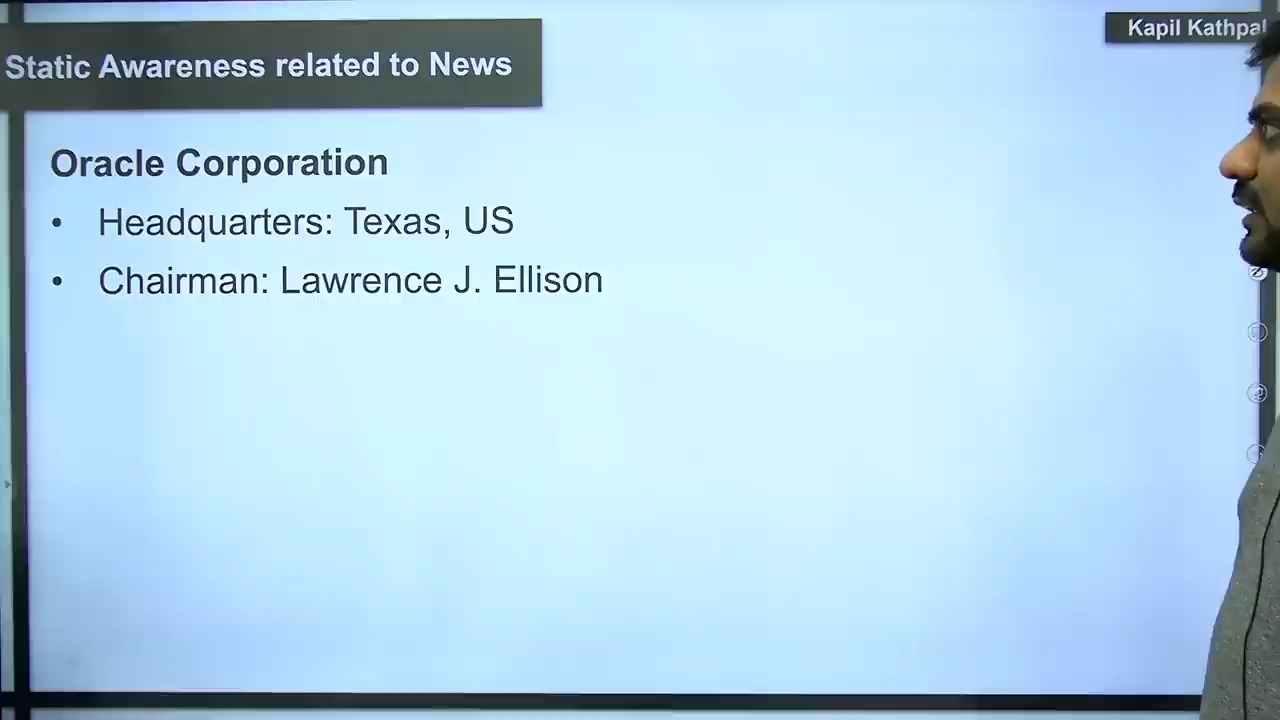 Kapil Kathpal
Static Awareness related to News
Oracle Corporation
• Headquarters: Texas, US
• Chairman: Lawrence J. Ellison